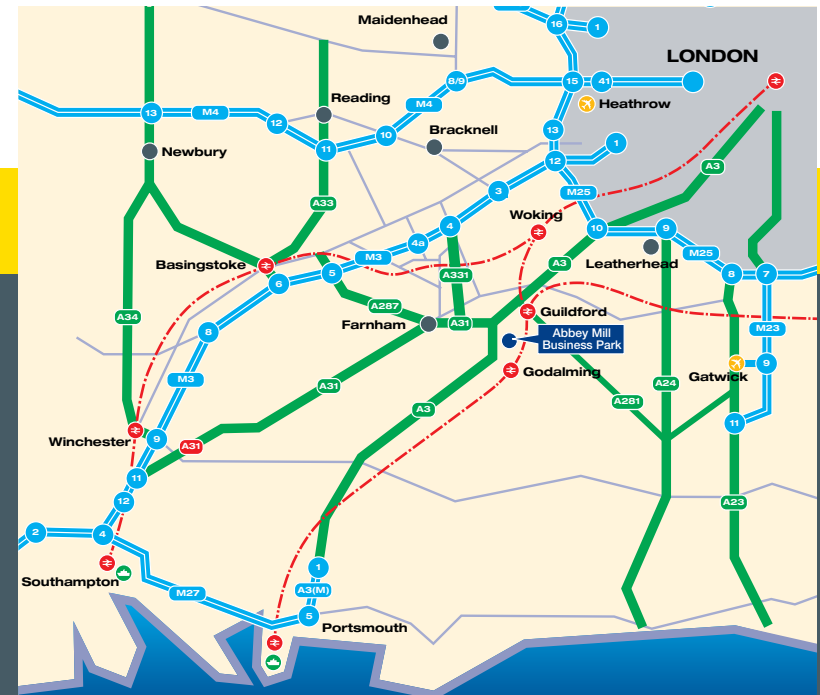 Maidenhead
16
1
LONDON
8/9
15
41
M4
Heathrow
Reading
13
M4
12
10
13
Bracknell
11
12
1
Newbury
A3
3
M25
A33
Woking
4
10
9
4a
M25
Basingstoke
M3
A3
Leatherhead
6
5
A331
8
7
A287
Guildford
A34
Farnham
A31
Abbey Mill
Business Park
M23
8
9
Godalming
Gatwick
M3
A31
A24
A281
A3
11
Winchester
9
A31
11
12
A23
2
4
1
Southampton
M27
A3(M)
5
Portsmouth